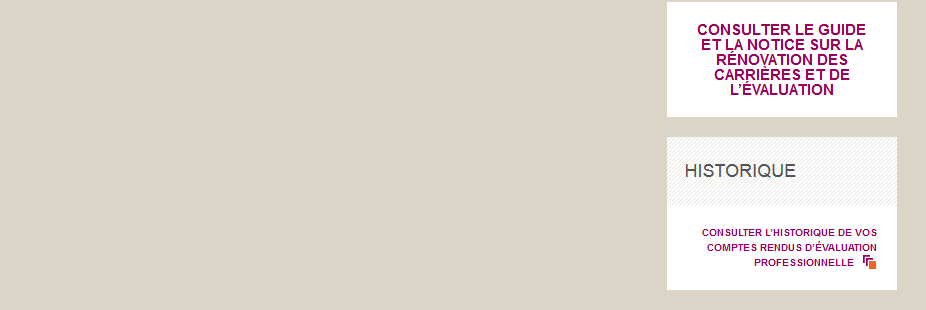 CONSULTER LE GUIDE
ET LA NOTICE SUR LA
RÉNOVATION DES
CARRIÈRES ET DE
L'ÉVALUATION
HISTORIQUE
CONSULTER L'HISTORIQUE DE VOS
COMPTES RENDUS D'ÉVALUATION
PROFESSIONNELLE